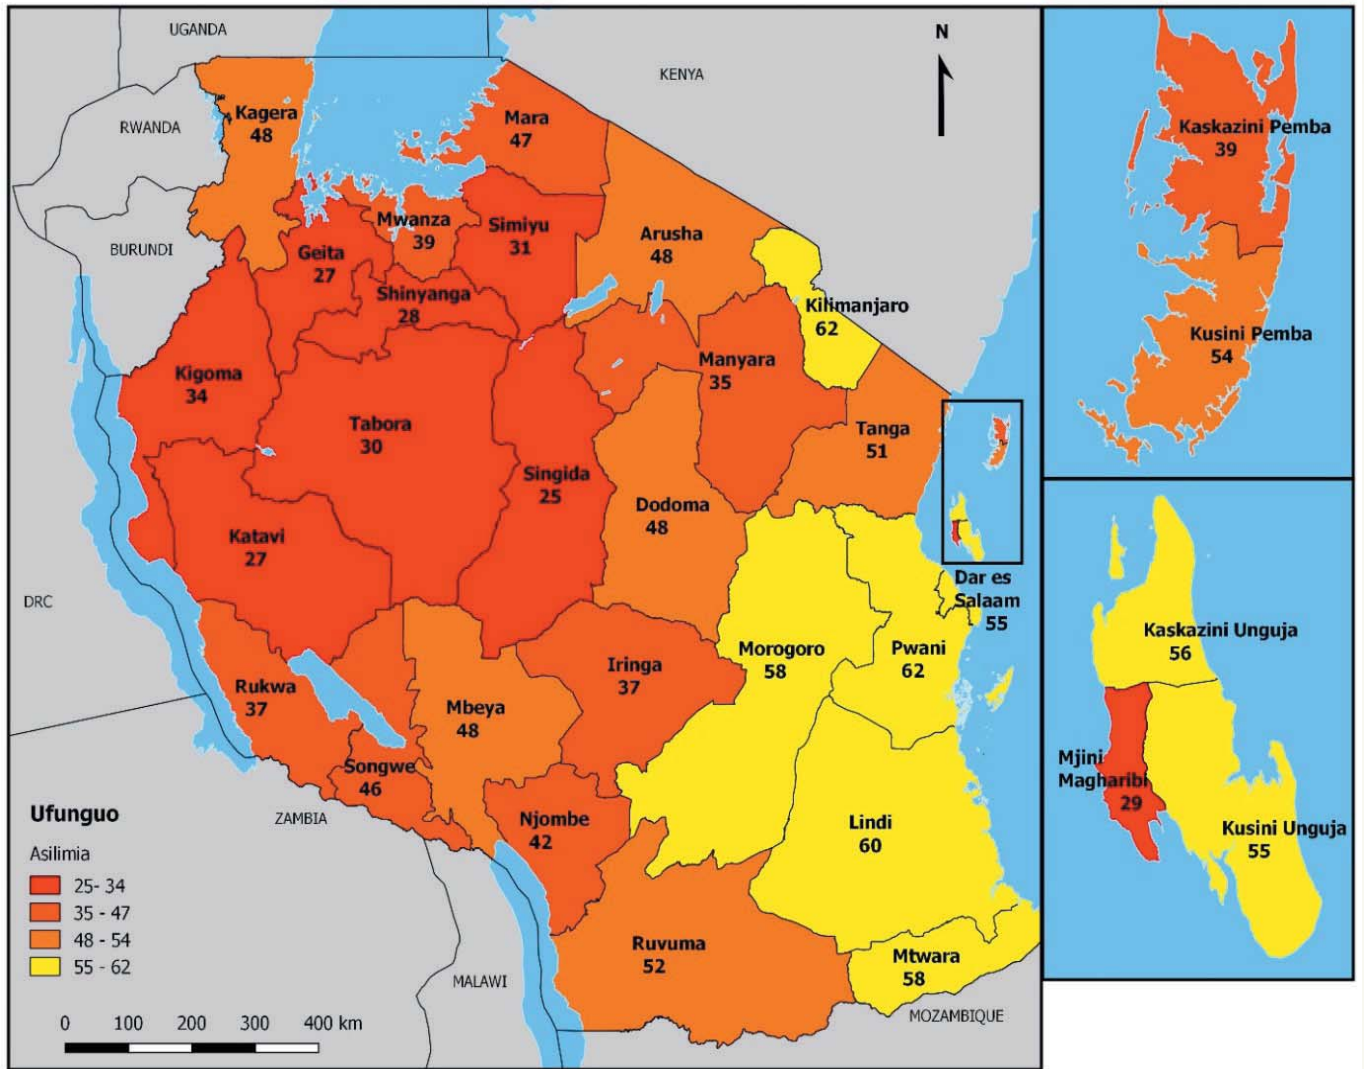 UGANDA
N
KENYA
RWANDA
BURUNDI
DRC
ZAMBIA
MALAWI
MOZAMBIQUE
Kagera
48
Mara
47
Mwanza
39
Simiyu
31
Geita
27
Shinyanga
28
Arusha
48
Kilimanjaro
62
Manyara
35
Kigoma
34
Tabora
30
Singida
25
Tanga
51
Dodoma
48
Katavi
27
Dar es
Salaam
55
Morogoro
58
Pwani
62
Iringa
37
Rukwa
37
Mbeya
48
Songwe
46
Njombe
42
Lindi
60
Ruvuma
52
Mtwara
58
Kaskazini Pemba
39
Kusini Pemba
54
Kaskazini Unguja
56
Mjini
Magharibi
29
Kusini Unguja
55
Ufunguo
Asilimia
25- 34
35 - 47
48 - 54
55 - 62
0 100 200 300 400 km